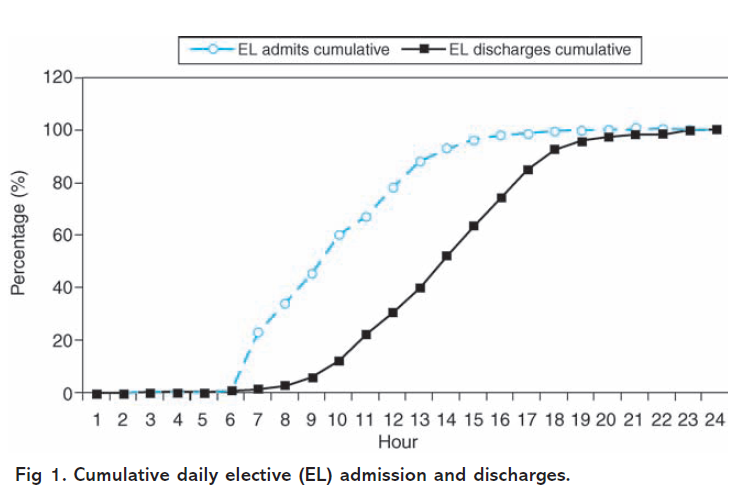 EL admits cumulative EL discharges cumulative
120
100
80
60
40
20
0
Percentage (%)
1 2 3 4 5 6 7 8 9 10 11 12 13 14 15 16 17 18 19 20 21 22 23 24
Hour
Fig 1. Cumulative daily elective (EL) admission and discharges.